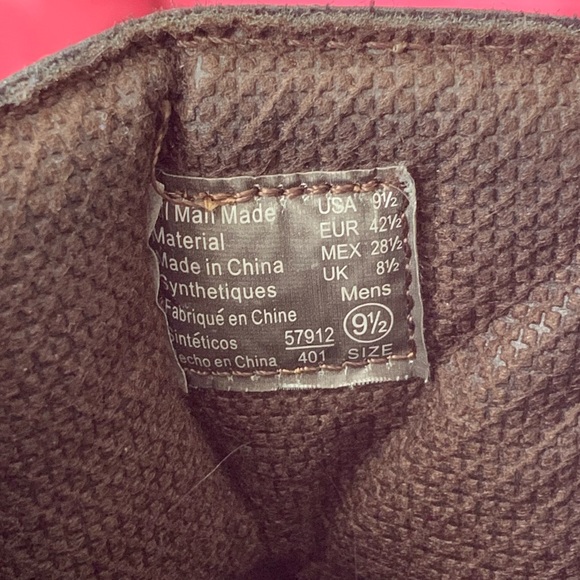 Man Made
Material
Made in China
Synthetiques
Fabriqué en Chine
Sintéticos
echo en China
57912
401
USA 9½
EUR 42½
MEX 28½
UK 8½
Mens
9½
SIZE